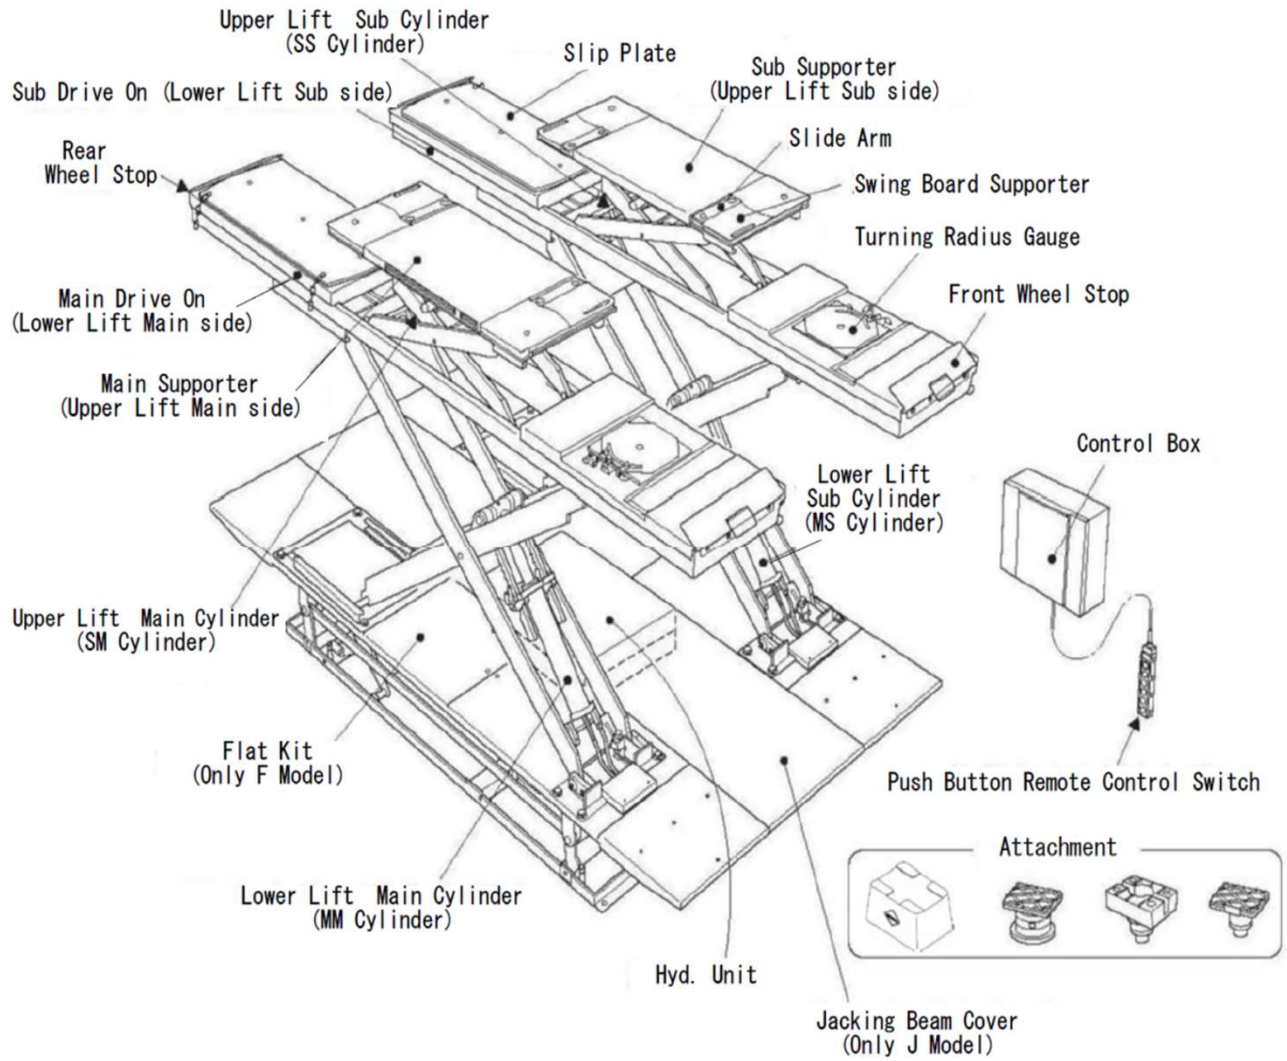 Upper Lift Sub Cylinder
(SS Cylinder)
Slip Plate
Sub Supporter
(Upper Lift Sub side)
Sub Drive On (Lower Lift Sub side)
Slide Arm
Rear
Wheel Stop
Swing Board Supporter
Turning Radius Gauge
Main Drive On
(Lower Lift Main side)
Front Wheel Stop
Main Supporter
(Upper Lift Main side)
Control Box
Lower Lift
Sub Cylinder
(MS Cylinder)
Upper Lift Main Cylinder
(SM Cylinder)
Flat Kit
(Only F Model)
Push Button Remote Control Switch
Attachment
Lower Lift Main Cylinder
(MM Cylinder)
Hyd. Unit
Jacking Beam Cover
(Only J Model)